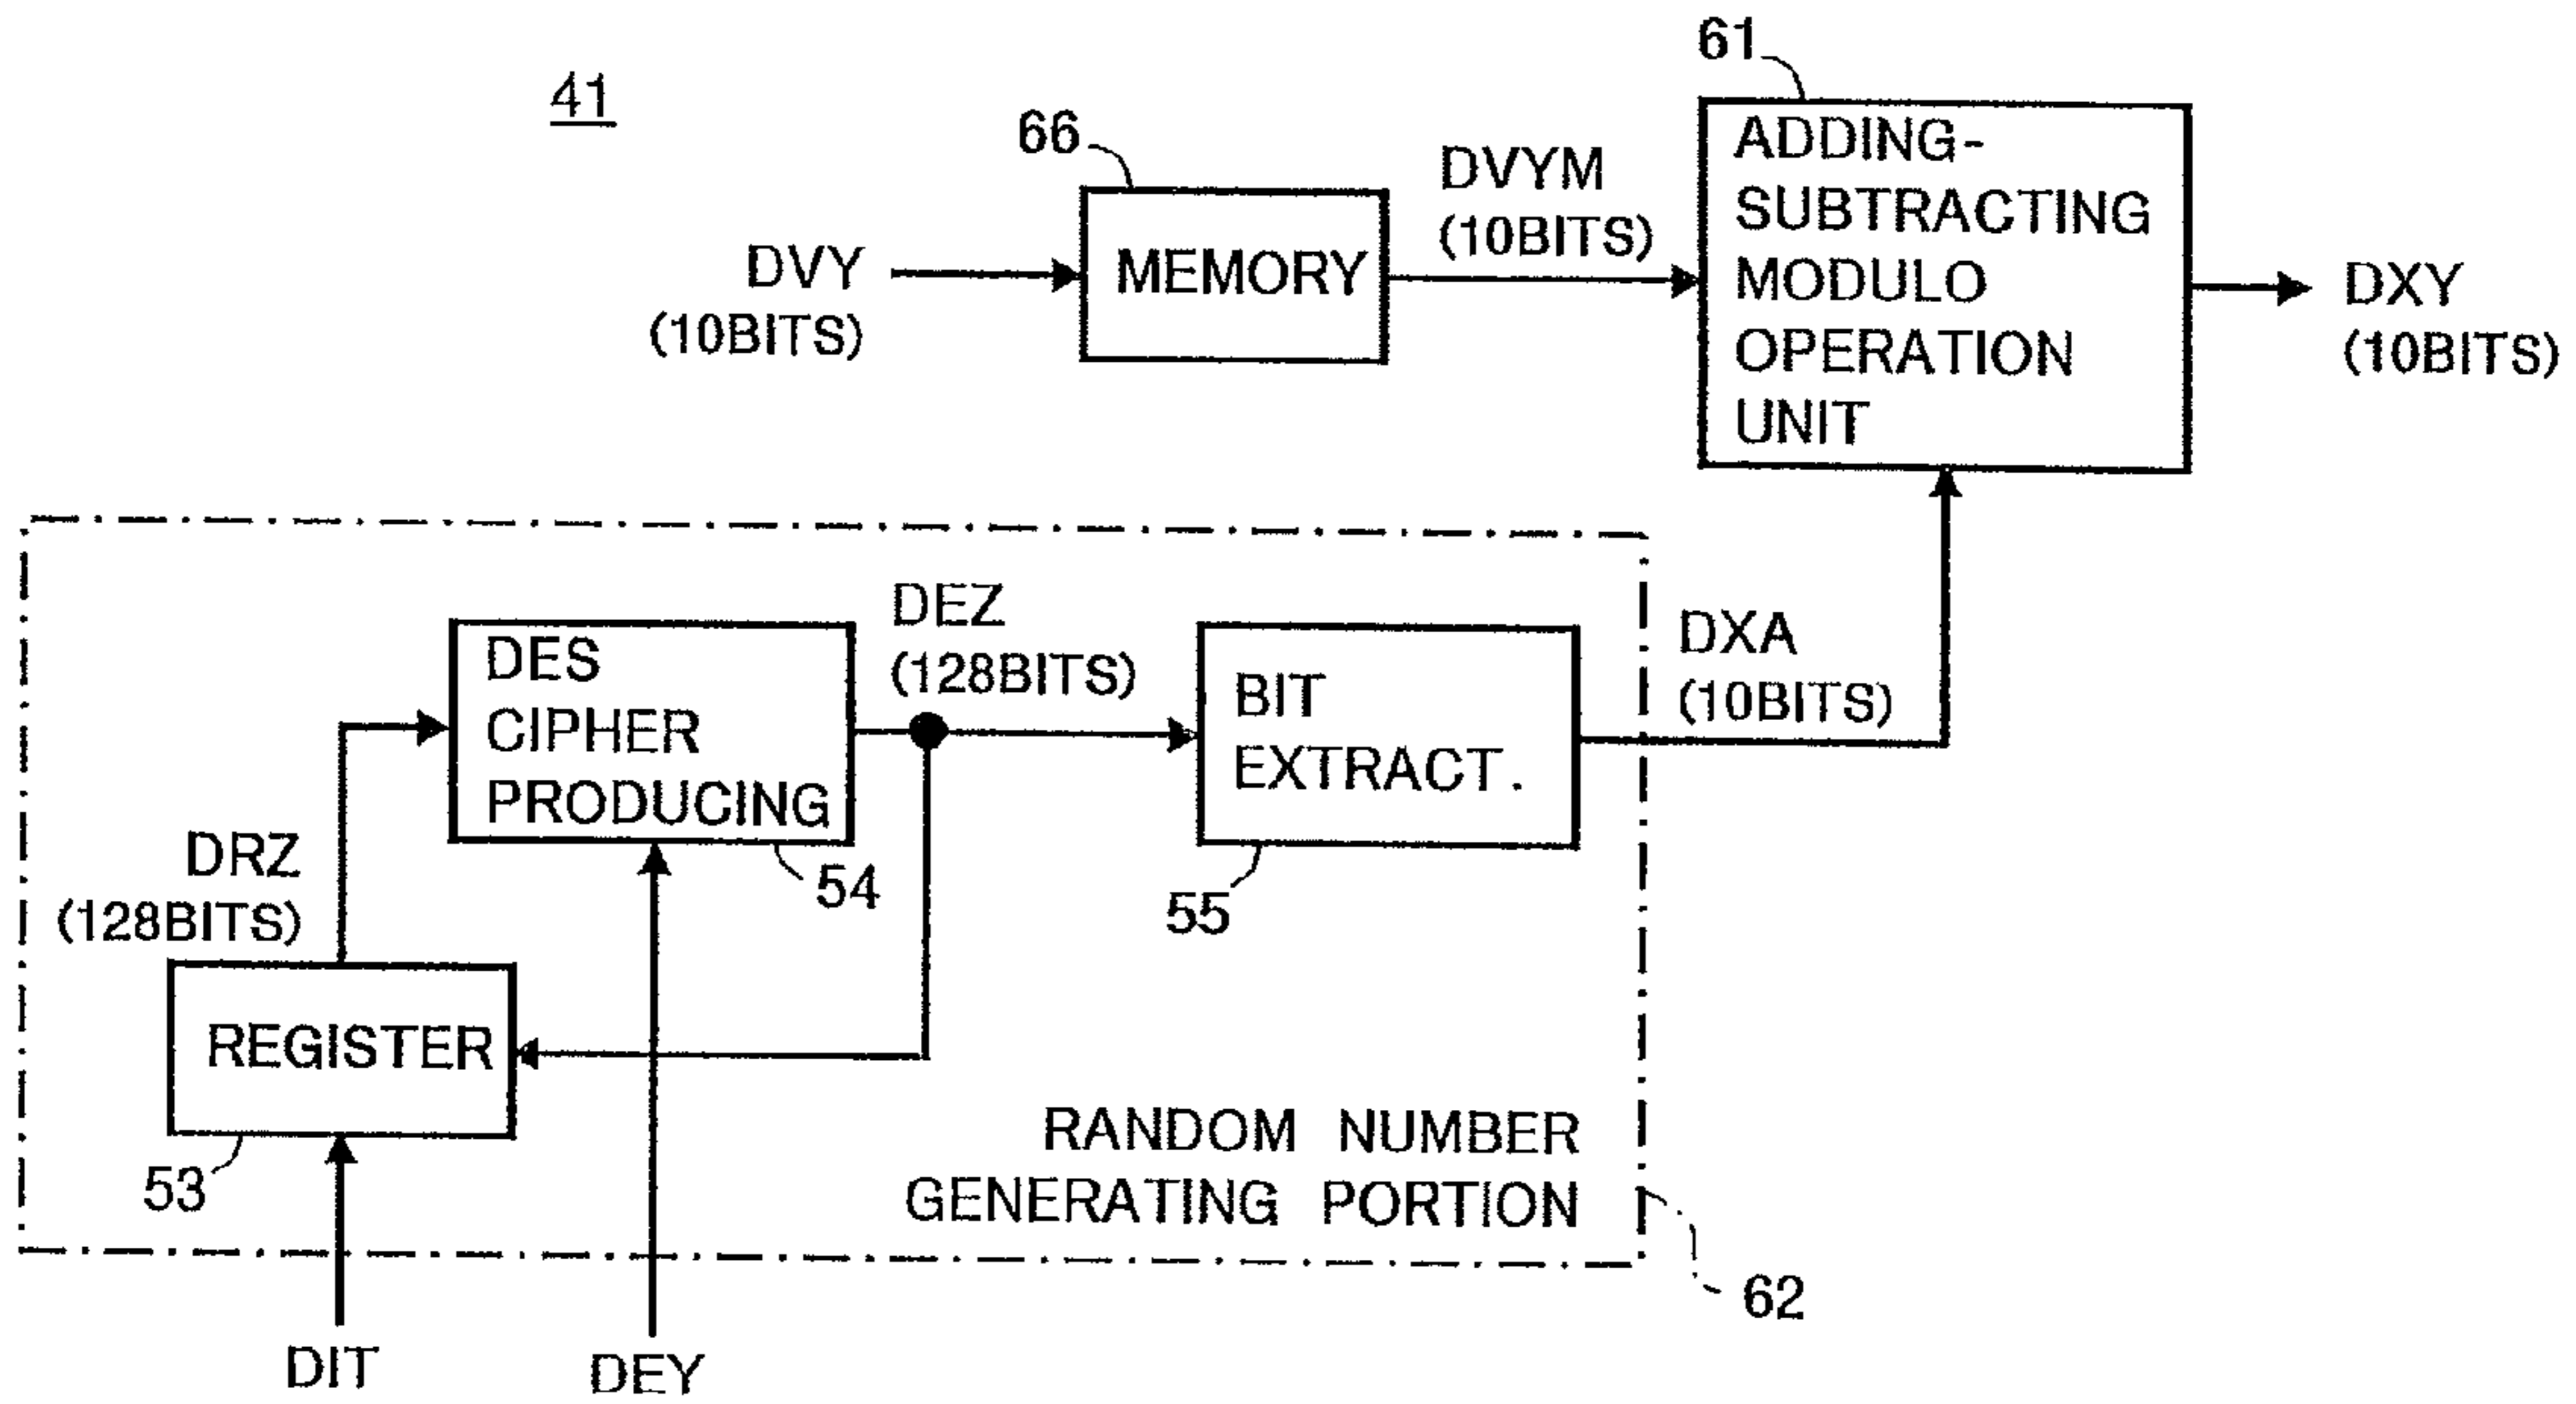 41
61
ADDING-
SUBTRACTING
MODULO
OPERATION
UNIT
66
MEMORY
DVYM
(10BITS)
DVY
(10BITS)
DXY
(10BITS)
DES
CIPHER
PRODUCING
54
DEZ
(128BITS)
BIT
EXTRACT.
55
DXA
(10BITS)
DRZ
(128BITS)
REGISTER
53
RANDOM NUMBER
GENERATING PORTION
62
DIT
DEY